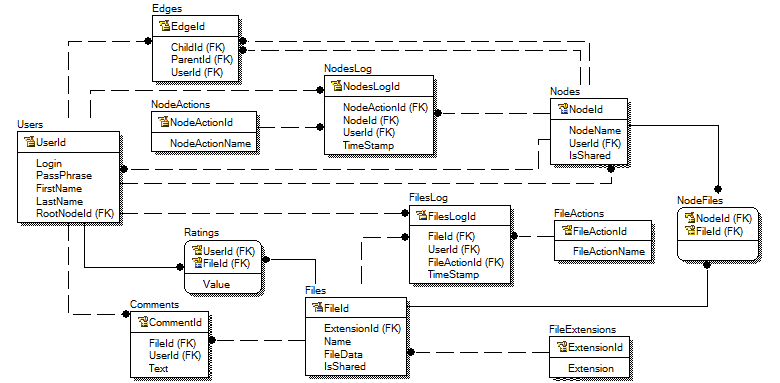 Edges
EdgeId
ChildId (FK)
ParentId (FK)
UserId (FK)
NodesLog
NodesLogId
NodeActionId (FK)
NodeId (FK)
UserId (FK)
TimeStamp
NodeActions
NodeActionId
NodeActionName
Nodes
NodeId
NodeName
UserId (FK)
IsShared
Users
UserId
Login
PassPhrase
FirstName
LastName
RootNodeId (FK)
FilesLog
FilesLogId
FileId (FK)
UserId (FK)
FileActionId (FK)
TimeStamp
FileActions
FileActionId
FileActionName
NodeFiles
NodeId (FK)
FileId (FK)
Ratings
UserId (FK)
FileId (FK)
Value
Files
FileId
ExtensionId (FK)
Name
FileData
IsShared
Comments
CommentId
FileId (FK)
UserId (FK)
Text
FileExtensions
ExtensionId
Extension